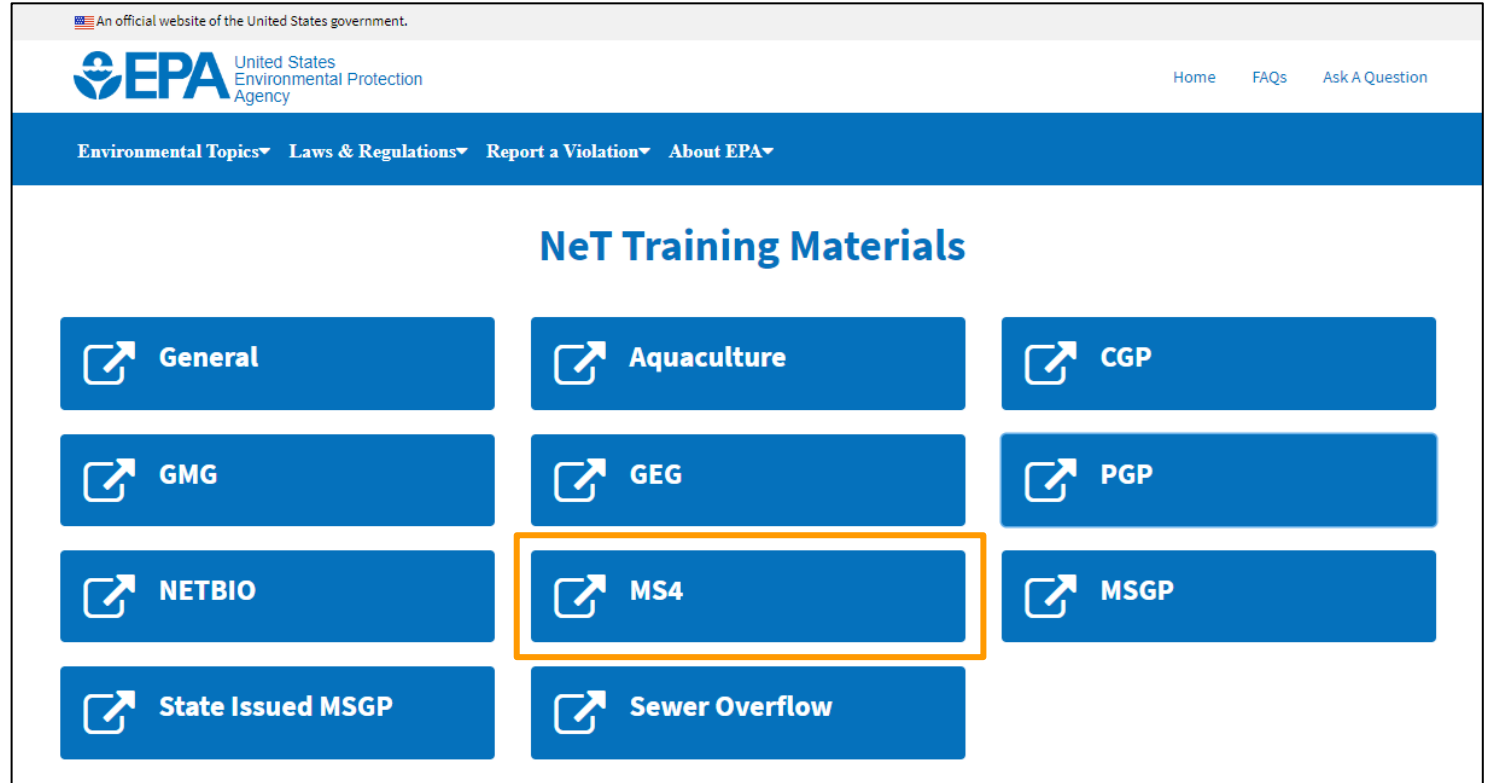 An official website of the United States government.
EPA
United States
Environmental Protection
Agency
Home FAQs Ask A Question
Environmental Topics Laws & Regulations Report a Violation About EPA
NeT Training Materials
General Aquaculture CGP
GMG GEG PGP
NETBIO MS4 MSGP
State Issued MSGP Sewer Overflow